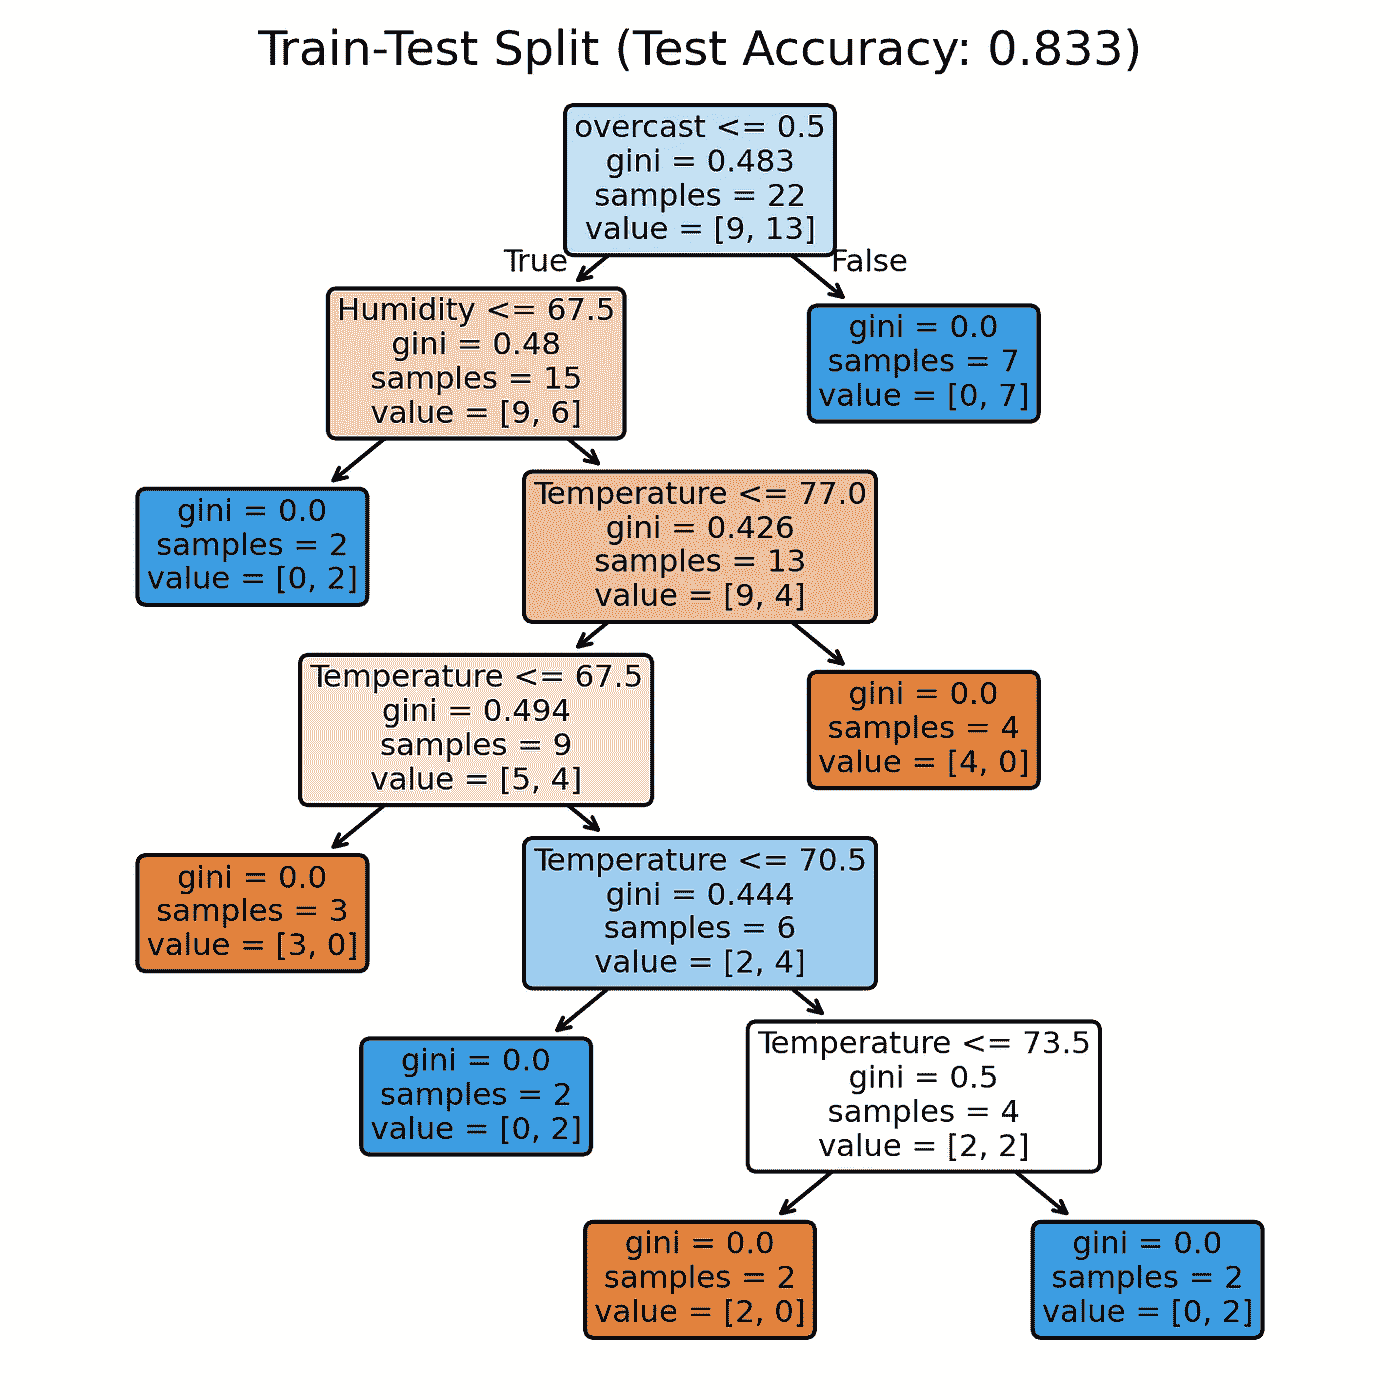 Train-Test Split (Test Accuracy: 0.833)
overcast <= 0.5
gini = 0.483
samples = 22
value = [9, 13]
True
False
Humidity <= 67.5
gini = 0.48
samples = 15
value = [9, 6]
gini = 0.0
samples = 7
value = [0, 7]
gini = 0.0
samples = 2
value = [0, 2]
Temperature <= 77.0
gini = 0.426
samples = 13
value = [9, 4]
Temperature <= 67.5
gini = 0.494
samples = 9
value = [5, 4]
gini = 0.0
samples = 4
value = [4, 0]
gini = 0.0
samples = 3
value = [3, 0]
Temperature <= 70.5
gini = 0.444
samples = 6
value = [2, 4]
gini = 0.0
samples = 2
value = [0, 2]
Temperature <= 73.5
gini = 0.5
samples = 4
value = [2, 2]
gini = 0.0
samples = 2
value = [2, 0]
gini = 0.0
samples = 2
value = [0, 2]